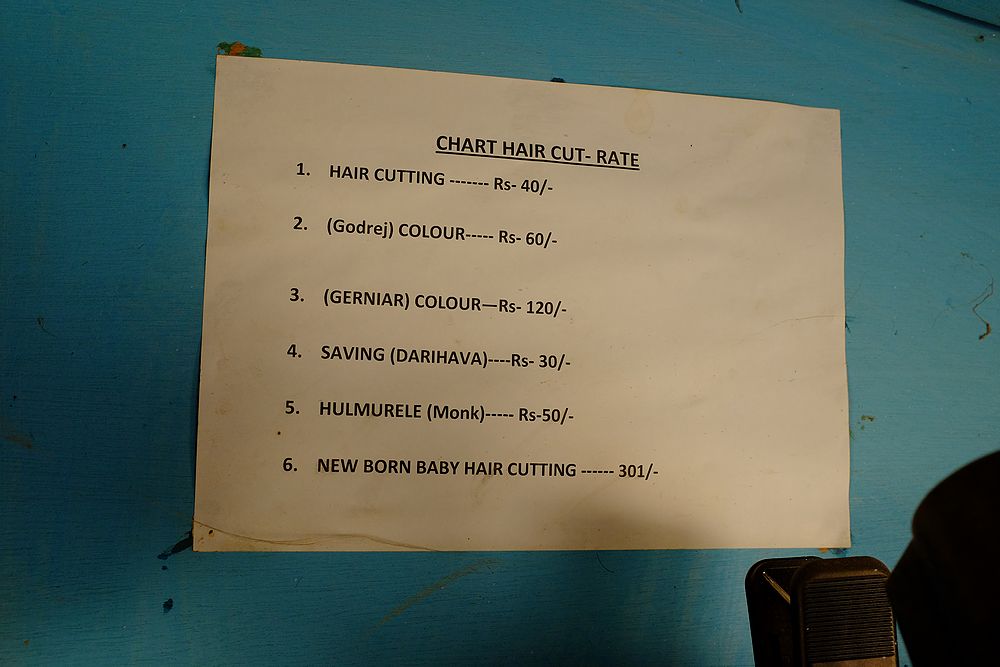 CHART HAIR CUT- RATE
1. HAIR CUTTING ------- Rs- 40/-
2. (Godrej) COLOUR----- Rs- 60/-
3. (GERNIAR) COLOUR—Rs- 120/-
4. SAVING (DARIHAVA)----Rs- 30/-
5. HULMURELE (Monk)----- Rs-50/-
6. NEW BORN BABY HAIR CUTTING ------ 301/-